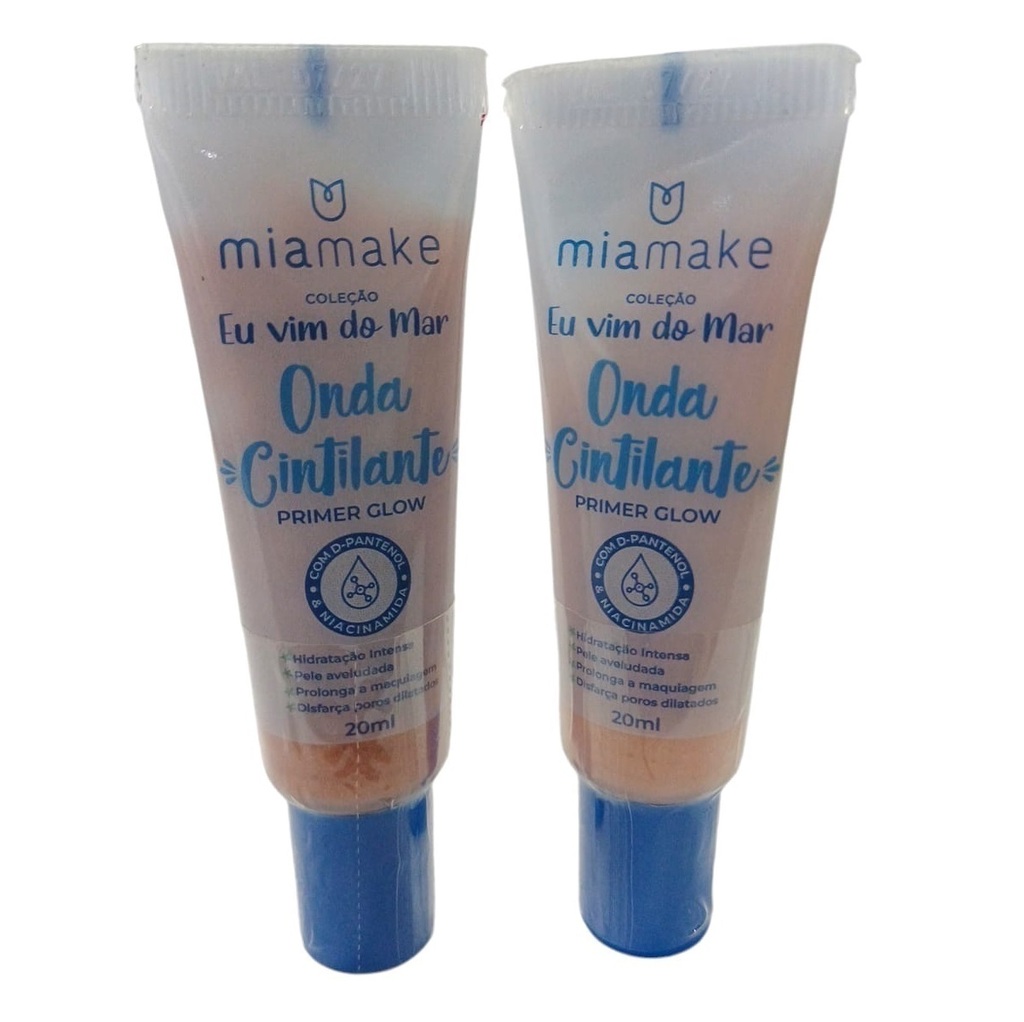 miamake
COLEÇÃO
Eu vim do Mar
Onda
Cintilante
PRIMER GLOW
COM D-PANTENOL
& NIACINAMIDA
Hidratação Intensa
Pele aveludada
Prolonga a maquiagem
Disfarça poros dilatados
20ml
miamake
COLEÇÃO
Eu vim do Mar
Onda
Cintilante
PRIMER GLOW
COM D-PANTENOL
& NIACINAMIDA
Hidratação Intensa
Pele aveludada
Prolonga a maquiagem
Disfarça poros dilatados
20ml